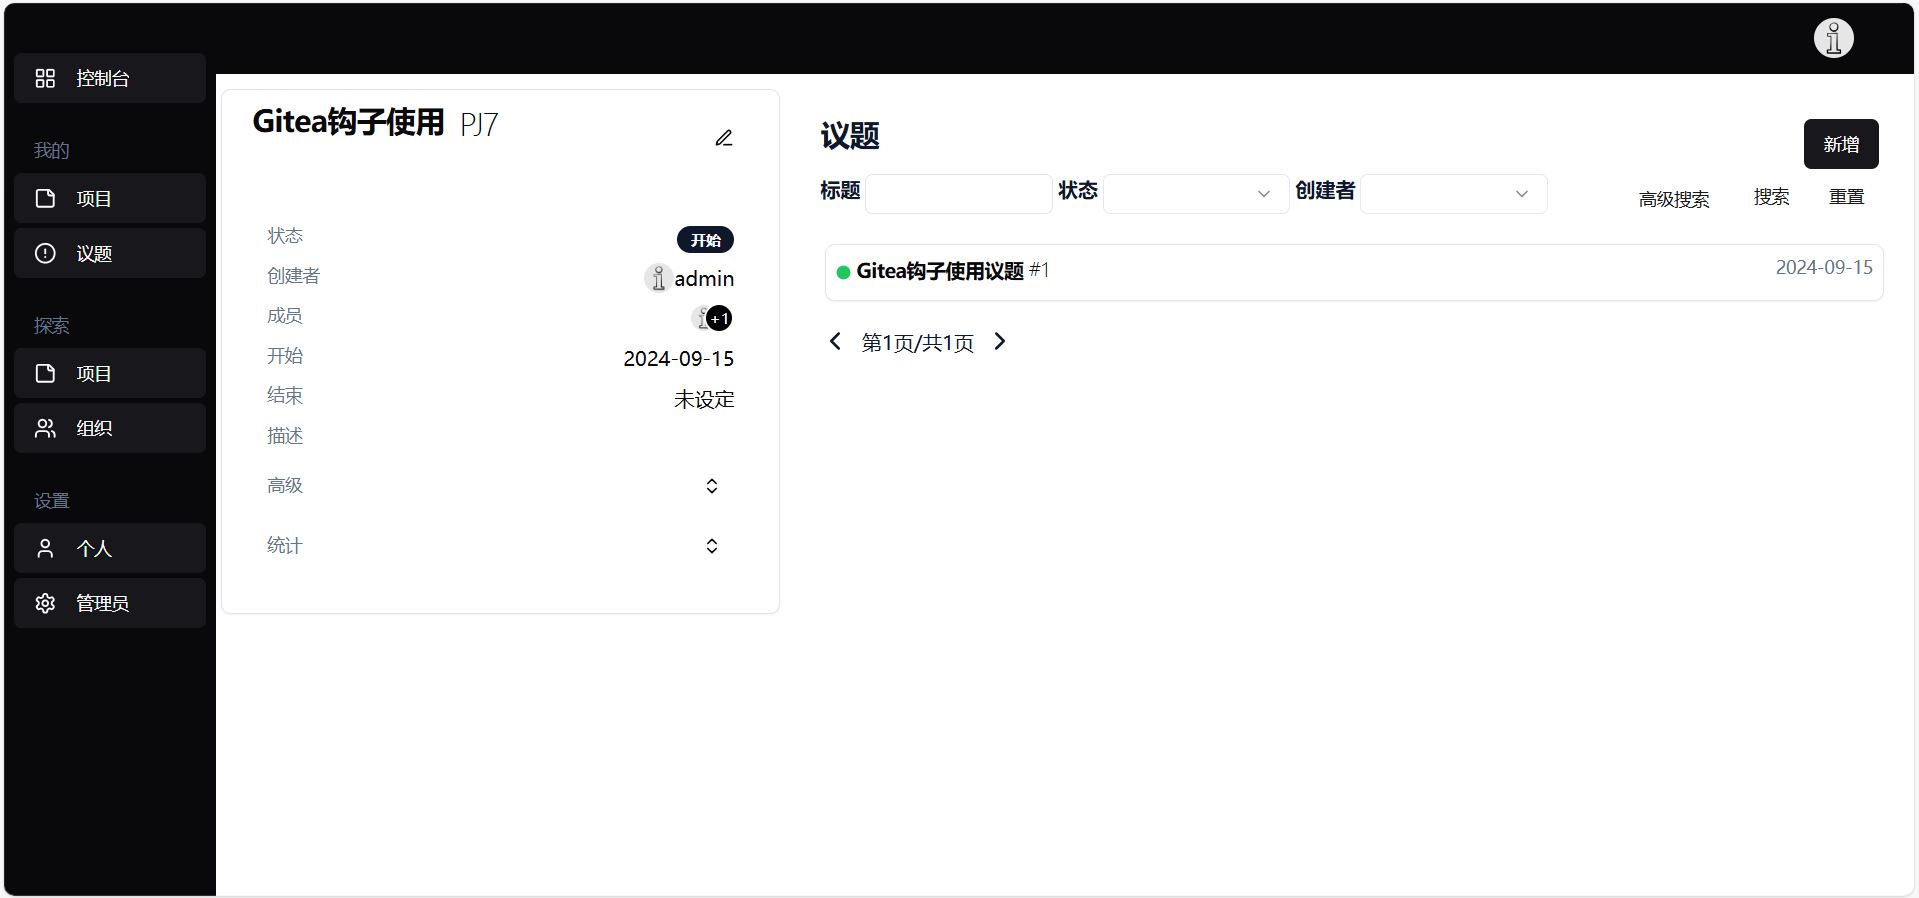 控制台
我的
项目
议题
探索
项目
组织
设置
个人
管理员
Gitea钩子使用 PJ7
状态 开始
创建者 admin
成员 +1
开始 2024-09-15
结束 未设定
描述
高级
统计
议题
新增
标题 状态 创建者 高级搜索 搜索 重置
Gitea钩子使用议题 #1 2024-09-15
第1页/共1页